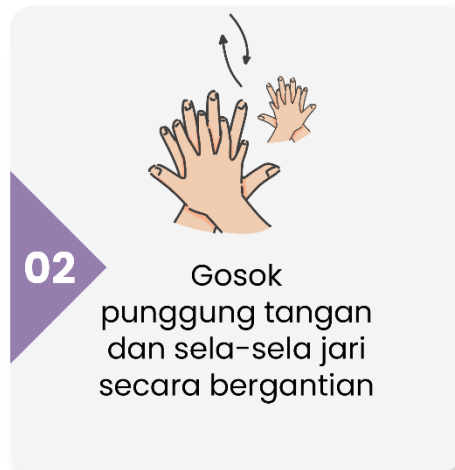 02
Gosok
punggung tangan
dan sela-sela jari
secara bergantian